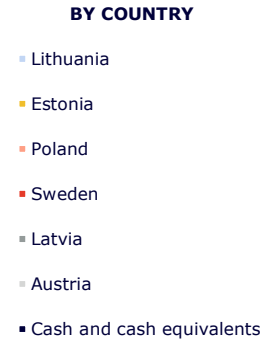 BY COUNTRY
Lithuania
Estonia
Poland
Sweden
Latvia
Austria
Cash and cash equivalents